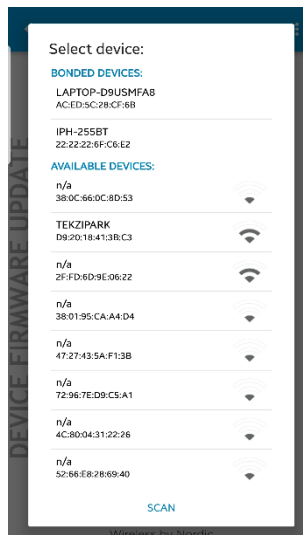 Select device:
BONDED DEVICES:
LAPTOP-D9USMFA8
AC:ED:5C:28:CF:6B
IPH-255BT
22:22:22:6F:C6:E2
AVAILABLE DEVICES:
n/a
38:0C:66:0C:8D:53
TEKZIPARK
D9:20:18:41:3B:C3
n/a
2F:FD:6D:9E:06:22
n/a
38:01:95:CA:A4:D4
n/a
47:27:43:5A:F1:3B
n/a
72:96:7E:D9:C5:A1
n/a
4C:80:04:31:22:26
n/a
52:66:E8:28:69:40
SCAN
DEVICE FIRMWARE UPDATE
Wireless by Nordic